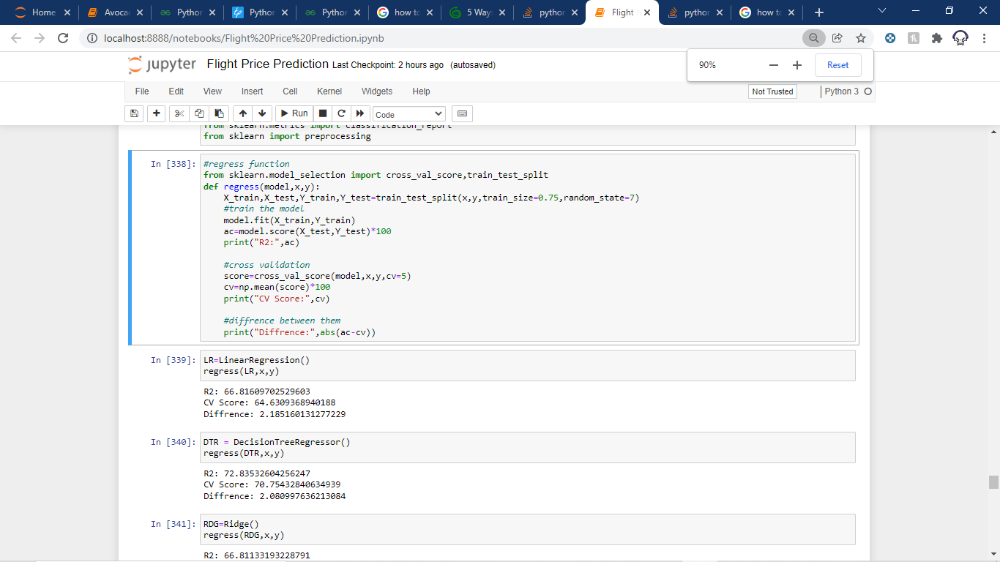 Home
Avoca
Python
Python
Python
how to
5 Way
python
Flight
python
how to
localhost:8888/notebooks/Flight%20Price%20Prediction.ipynb
90%
Reset
jupyter Flight Price Prediction Last Checkpoint: 2 hours ago (autosaved)
File Edit View Insert Cell Kernel Widgets Help
Not Trusted
Python 3
Run
Code
from sklearn.metrics import classification_report
from sklearn import preprocessing
In [338]:
#regress function
from sklearn.model_selection import cross_val_score,train_test_split
def regress(model,x,y):
    X_train,X_test,Y_train,Y_test=train_test_split(x,y,train_size=0.75,random_state=7)
    #train the model
    model.fit(X_train,Y_train)
    ac=model.score(X_test,Y_test)*100
    print("R2:",ac)
    #cross validation
    score=cross_val_score(model,x,y,cv=5)
    cv=np.mean(score)*100
    print("CV Score:",cv)
    #diffrence between them
    print("Diffrence:",abs(ac-cv))
In [339]:
LR=LinearRegression()
regress(LR,x,y)
R2: 66.81609702529603
CV Score: 64.6309368940188
Diffrence: 2.185160131277229
In [340]:
DTR = DecisionTreeRegressor()
regress(DTR,x,y)
R2: 72.83532604256247
CV Score: 70.75432840634939
Diffrence: 2.080997636213084
In [341]:
RDG=Ridge()
regress(RDG,x,y)
R2: 66.81133193228791